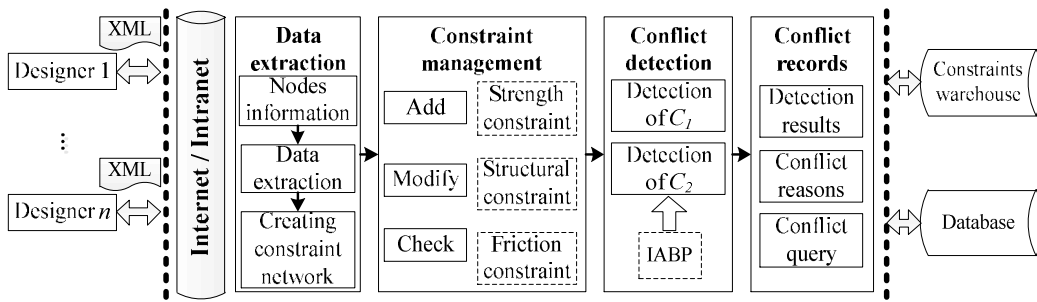 XML
Designer 1
...
XML
Designer n
Internet / Intranet
Data
extraction
Nodes
information
Data
extraction
Creating
constraint
network
Constraint
management
Add
Modify
Check
Strength
constraint
Structural
constraint
Friction
constraint
Conflict
detection
Detection
of C1
Detection
of C2
IABP
Conflict
records
Detection
results
Conflict
reasons
Conflict
query
Constraints
warehouse
Database